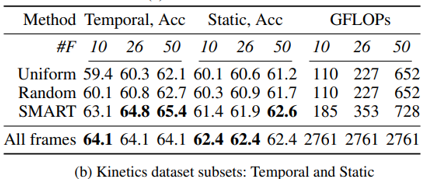 Method Temporal, Acc Static, Acc GFLOPs
#F 10 26 50 10 26 50 10 26 50
Uniform 59.4 60.3 62.1 60.1 60.6 61.2 110 227 652
Random 60.1 60.8 62.7 60.3 60.9 61.7 110 227 652
SMART 63.1 64.8 65.4 61.4 61.9 62.6 185 353 728
All frames 64.1 64.1 64.1 62.4 62.4 62.4 2761 2761 2761
(b) Kinetics dataset subsets: Temporal and Static